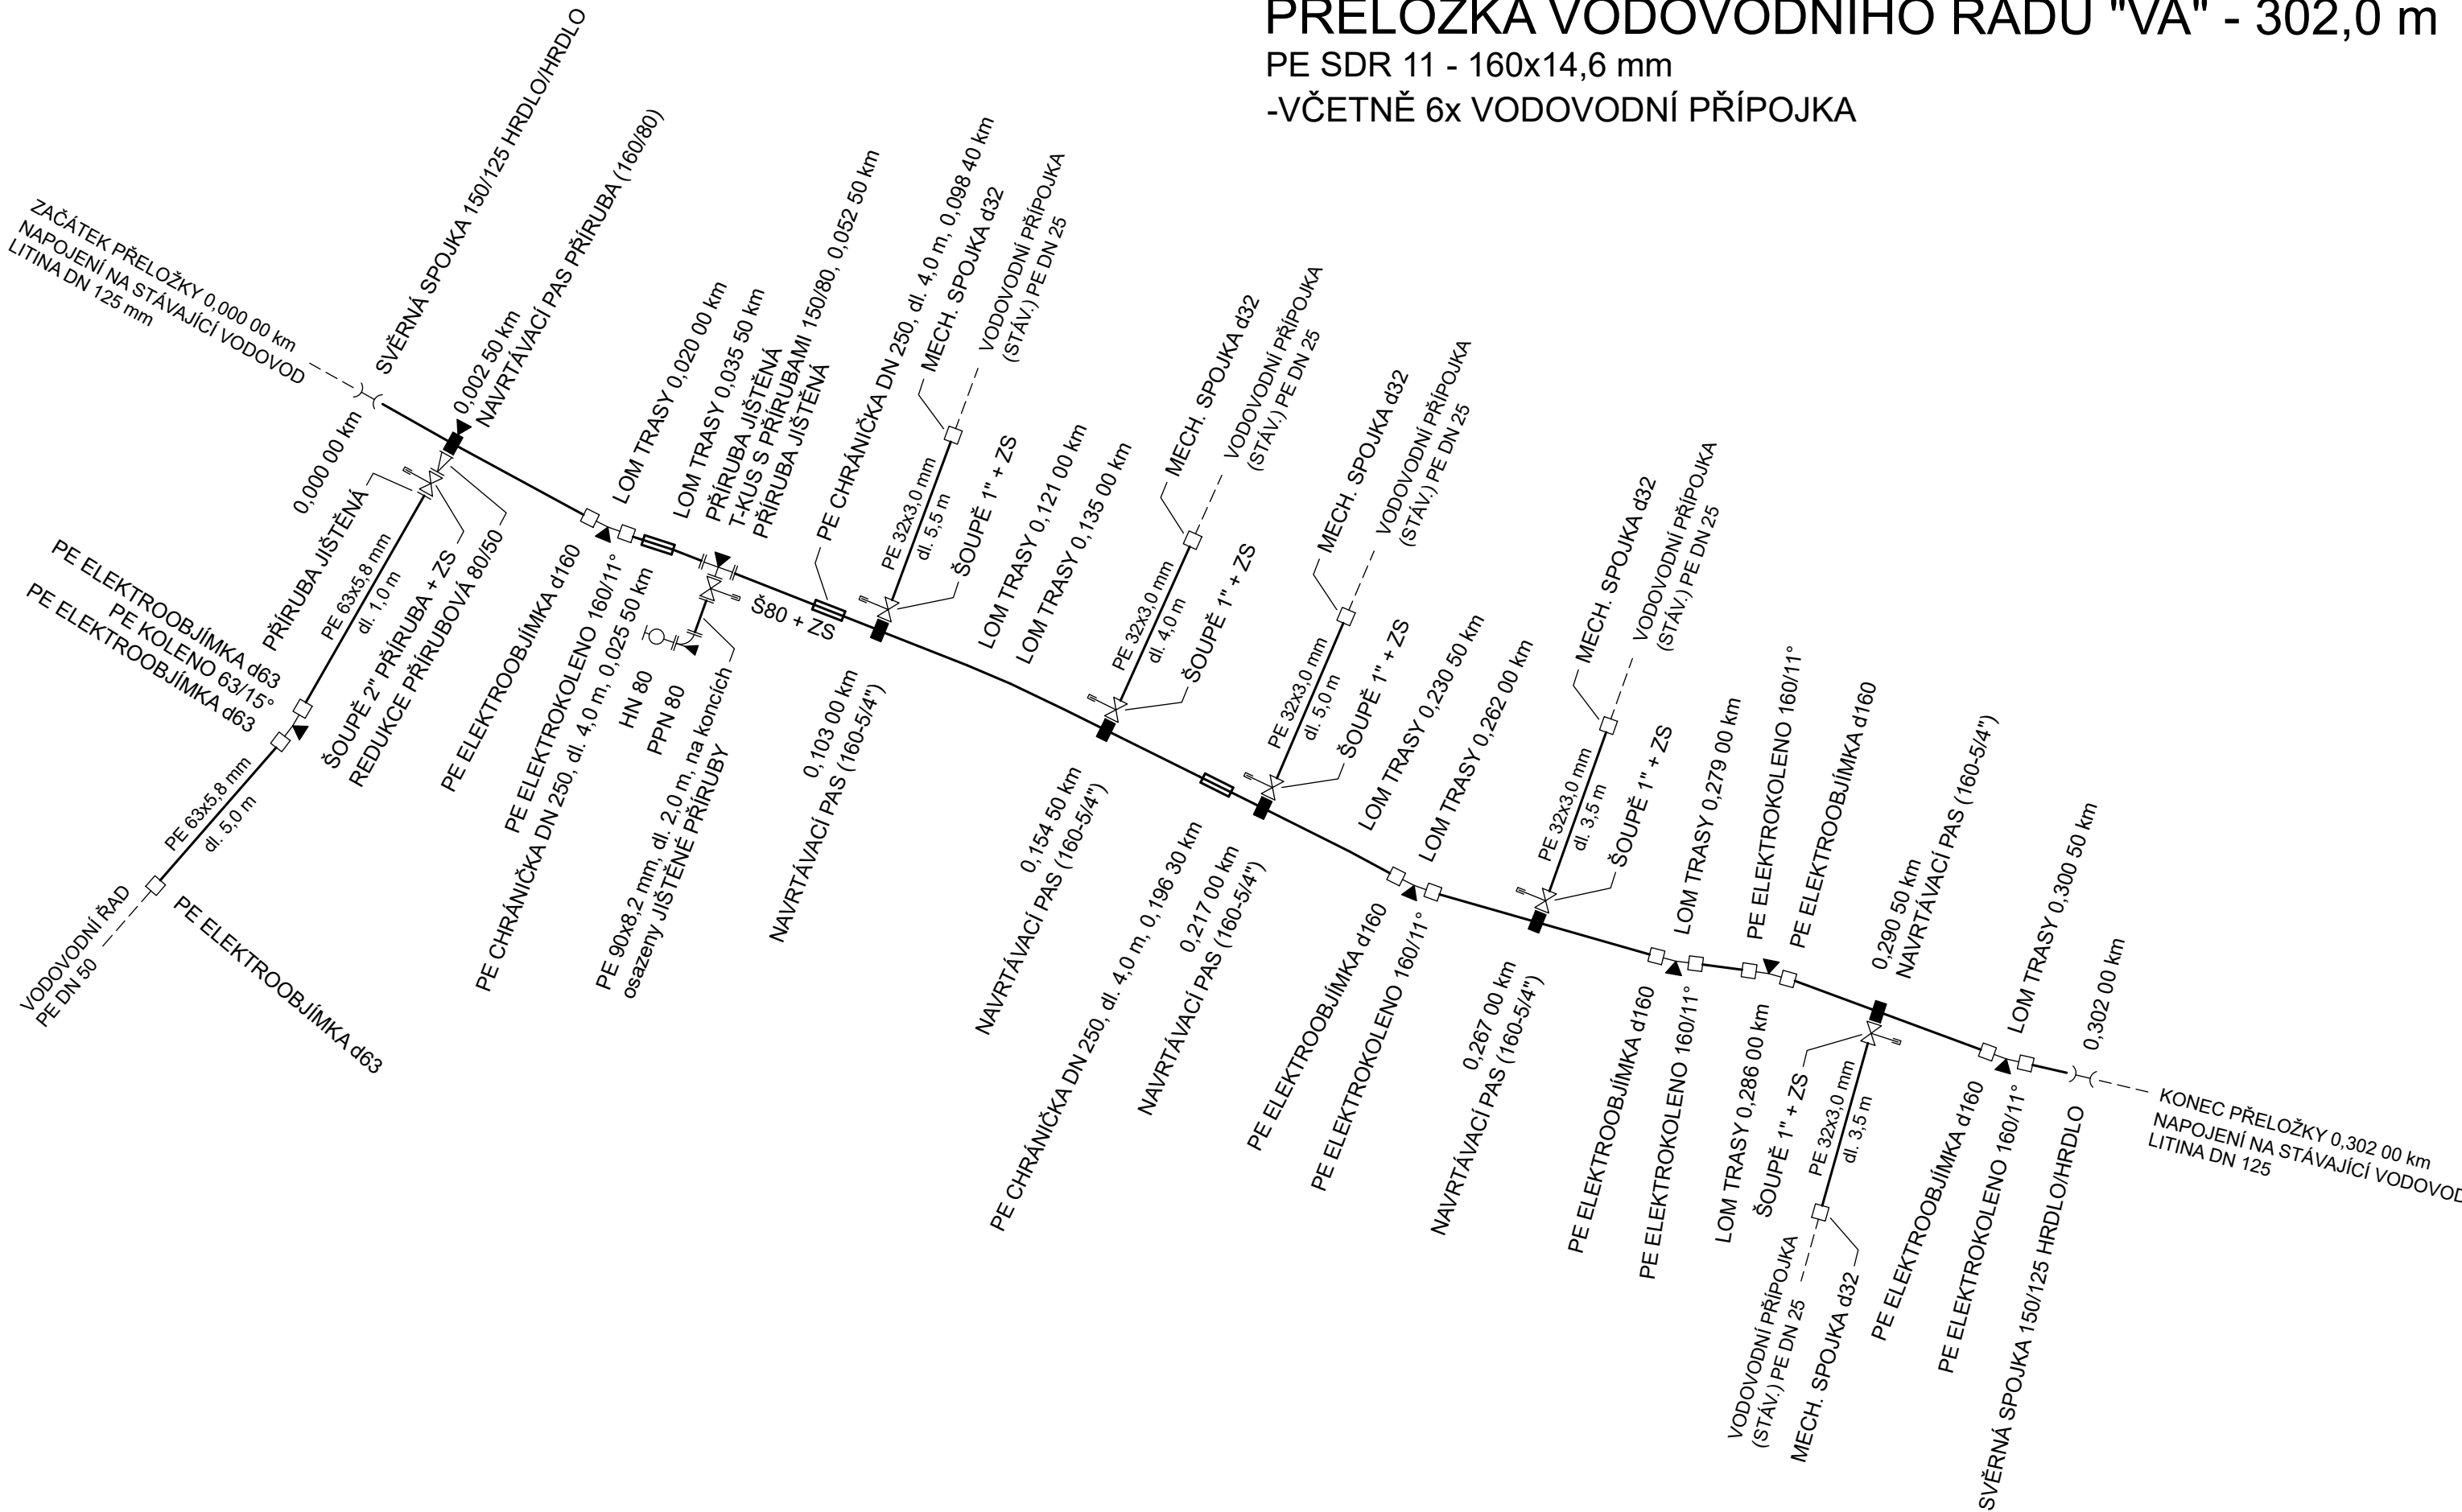 PŘELOŽKA VODOVODNÍHO ŘADU "VA" - 302,0 m
PE SDR 11 - 160x14,6 mm
-VČETNĚ 6x VODOVODNÍ PŘÍPOJKA
ZAČÁTEK PŘELOŽKY 0,000 00 km
NAPOJENÍ NA STÁVAJÍCÍ VODOVOD
LITINA DN 125 mm
0,000 00 km
SVĚRNÁ SPOJKA 150/125 HRDLO/HRDLO
0,002 50 km
NAVRTÁVACÍ PAS PŘÍRUBA (160/80)
PŘÍRUBA JIŠTĚNÁ
PE 63x5,8 mm
dl. 1,0 m
ŠOUPĚ 2" PŘÍRUBA + ZS
REDUKCE PŘÍRUBOVÁ 80/50
PE ELEKTROOBJÍMKA d63
PE KOLENO 63/15°
PE ELEKTROOBJÍMKA d63
PE 63x5,8 mm
dl. 5,0 m
VODOVODNÍ ŘAD
PE DN 50
PE ELEKTROOBJÍMKA d63
LOM TRASY 0,020 00 km
PE ELEKTROOBJÍMKA d160
PE ELEKTROKOLENO 160/11°
PE CHRÁNIČKA DN 250, dl. 4,0 m, 0,025 50 km
LOM TRASY 0,035 50 km
PŘÍRUBA JIŠTĚNÁ
T-KUS S PŘÍRUBAMI 150/80, 0,052 50 km
PŘÍRUBA JIŠTĚNÁ
Š80 + ZS
HN 80
PPN 80
PE 90x8,2 mm, dl. 2,0 m, na koncích
osazeny JIŠTĚNÉ PŘÍRUBY
PE CHRÁNIČKA DN 250, dl. 4,0 m, 0,098 40 km
MECH. SPOJKA d32
VODOVODNÍ PŘÍPOJKA
(STÁV.) PE DN 25
PE 32x3,0 mm
dl. 5,5 m
ŠOUPĚ 1" + ZS
0,103 00 km
NAVRTÁVACÍ PAS (160-5/4")
LOM TRASY 0,121 00 km
LOM TRASY 0,135 00 km
MECH. SPOJKA d32
VODOVODNÍ PŘÍPOJKA
(STÁV.) PE DN 25
PE 32x3,0 mm
dl. 4,0 m
ŠOUPĚ 1" + ZS
0,154 50 km
NAVRTÁVACÍ PAS (160-5/4")
PE CHRÁNIČKA DN 250, dl. 4,0 m, 0,196 30 km
MECH. SPOJKA d32
VODOVODNÍ PŘÍPOJKA
(STÁV.) PE DN 25
PE 32x3,0 mm
dl. 5,0 m
ŠOUPĚ 1" + ZS
0,217 00 km
NAVRTÁVACÍ PAS (160-5/4")
LOM TRASY 0,230 50 km
LOM TRASY 0,262 00 km
PE ELEKTROOBJÍMKA d160
PE ELEKTROKOLENO 160/11°
MECH. SPOJKA d32
VODOVODNÍ PŘÍPOJKA
(STÁV.) PE DN 25
PE 32x3,0 mm
dl. 3,5 m
ŠOUPĚ 1" + ZS
0,267 00 km
NAVRTÁVACÍ PAS (160-5/4")
LOM TRASY 0,279 00 km
PE ELEKTROOBJÍMKA d160
PE ELEKTROKOLENO 160/11°
PE ELEKTROKOLENO 160/11°
PE ELEKTROOBJÍMKA d160
LOM TRASY 0,286 00 km
0,290 50 km
NAVRTÁVACÍ PAS (160-5/4")
ŠOUPĚ 1" + ZS
PE 32x3,0 mm
dl. 3,5 m
VODOVODNÍ PŘÍPOJKA
(STÁV.) PE DN 25
MECH. SPOJKA d32
LOM TRASY 0,300 50 km
PE ELEKTROOBJÍMKA d160
PE ELEKTROKOLENO 160/11°
0,302 00 km
SVĚRNÁ SPOJKA 150/125 HRDLO/HRDLO
KONEC PŘELOŽKY 0,302 00 km
NAPOJENÍ NA STÁVAJÍCÍ VODOVOD
LITINA DN 125